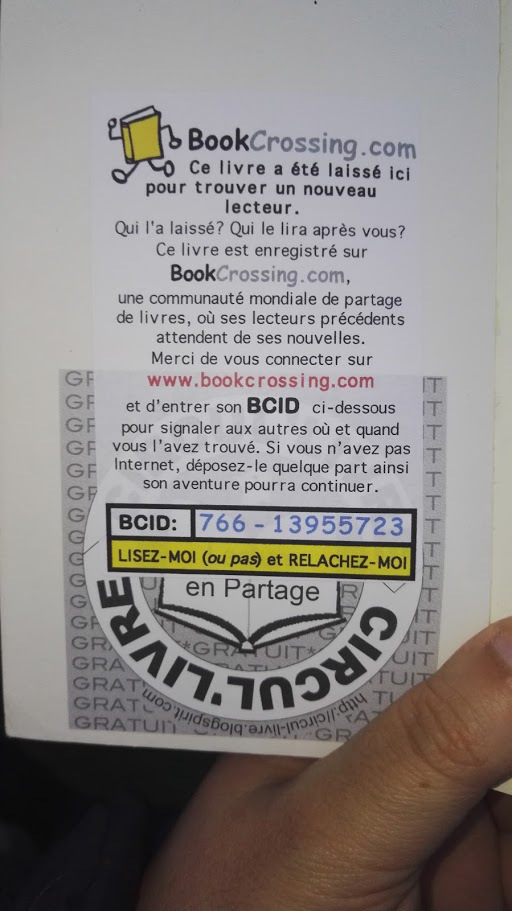 BookCrossing.com
Ce livre a été laissé ici
pour trouver un nouveau
lecteur.
Qui l'a laissé? Qui le lira après vous?
Ce livre est enregistré sur
BookCrossing.com,
une communauté mondiale de partage
de livres, où ses lecteurs précédents
attendent de ses nouvelles.
Merci de vous connecter sur
www.bookcrossing.com
et d'entrer son BCID ci-dessous
pour signaler aux autres où et quand
vous l'avez trouvé. Si vous n'avez pas
Internet, déposez-le quelque part ainsi
son aventure pourra continuer.
BCID: 766 - 13955723
LISEZ-MOI (ou pas) et RELACHEZ-MOI
en Partage
CIRCUL'LIVRE
http://circul-livre.blogspirit.com
GRATUIT